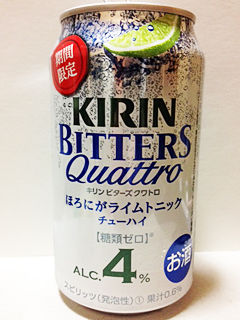 期間
限定
KIRIN
BITTERS
Quattro
キリン ビターズ クワトロ
ほろにがライムトニック
チューハイ
【糖類ゼロ】
お酒
ALC.4%
スピリッツ(発泡性)① 果汁0.6%